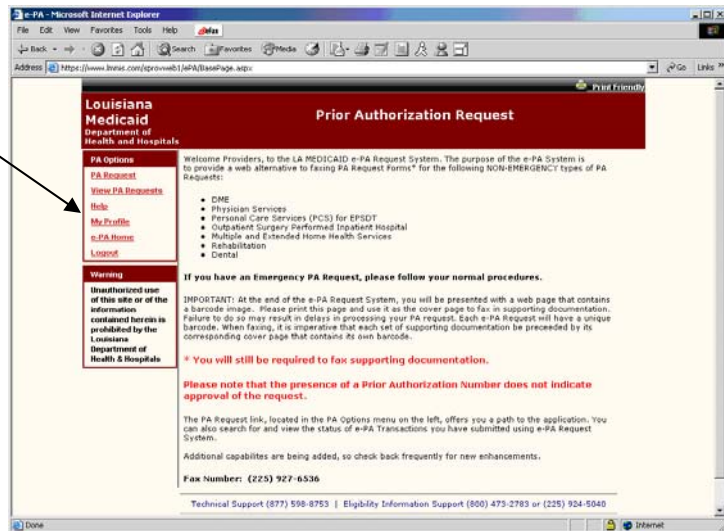 e-PA - Microsoft Internet Explorer
File Edit View Favorites Tools Help
Back Search Favorites Media
Address https://www.lmmis.com/sprovweb1/ePA/BasePage.aspx Go Links »
Print Friendly
Louisiana
Medicaid
Department of
Health and Hospitals
Prior Authorization Request
PA Options
PA Request
View PA Requests
Help
My Profile
e-PA Home
Logout
Warning
Unauthorized use
of this site or of the
information
contained herein is
prohibited by the
Louisiana
Department of
Health & Hospitals
Welcome Providers, to the LA MEDICAID e-PA Request System. The purpose of the e-PA System is
to provide a web alternative to faxing PA Request Forms* for the following NON-EMERGENCY types of PA
Requests:
• DME
• Physician Services
• Personal Care Services (PCS) for EPSDT
• Outpatient Surgery Performed Inpatient Hospital
• Multiple and Extended Home Health Services
• Rehabilitation
• Dental
If you have an Emergency PA Request, please follow your normal procedures.
IMPORTANT: At the end of the e-PA Request System, you will be presented with a web page that contains
a barcode image. Please print this page and use it as the cover page to fax in supporting documentation.
Failure to do so may result in delays in processing your PA request. Each e-PA Request will have a unique
barcode. When faxing, it is imperative that each set of supporting documentation be preceeded by its
corresponding cover page that contains its own barcode.
* You will still be required to fax supporting documentation.
Please note that the presence of a Prior Authorization Number does not indicate
approval of the request.
The PA Request link, located in the PA Options menu on the left, offers you a path to the application. You
can also search for and view the status of e-PA Transactions you have submitted using e-PA Request
System.
Additional capabilites are being added, so check back frequently for new enhancements.
Fax Number: (225) 927-6536
Technical Support (877) 598-8753 | Eligibility Information Support (800) 473-2783 or (225) 924-5040
Done Internet